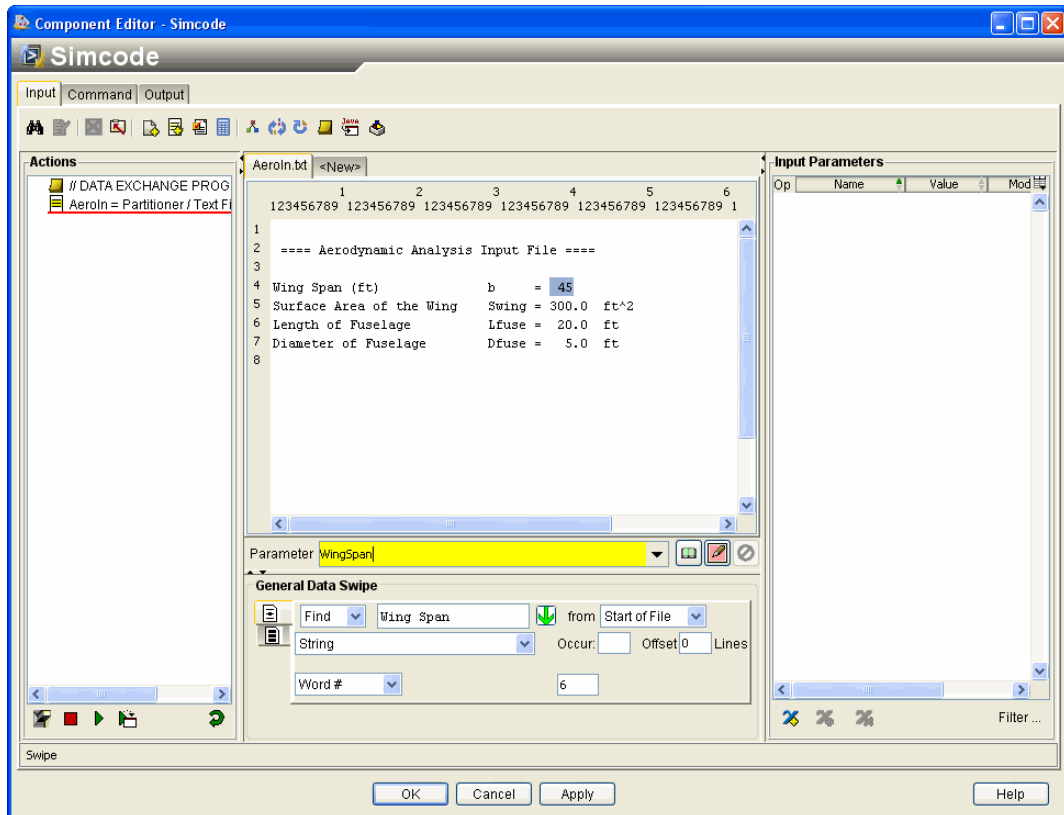 Component Editor - Simcode
Simcode
Input Command Output
Java
Actions
// DATA EXCHANGE PROG
AeroIn = Partitioner / Text Fi
AeroIn.txt <New>
1 2 3 4 5 6
123456789 123456789 123456789 123456789 123456789 123456789 1
1
2 ==== Aerodynamic Analysis Input File ====
3
4 Wing Span (ft) b = 45
5 Surface Area of the Wing Swing = 300.0 ft^2
6 Length of Fuselage Lfuse = 20.0 ft
7 Diameter of Fuselage Dfuse = 5.0 ft
8
Parameter WingSpan
General Data Swipe
Find Wing Span from Start of File
String Occur: Offset 0 Lines
Word # 6
Input Parameters
Op Name Value Mod
Filter ...
Swipe
OK Cancel Apply Help